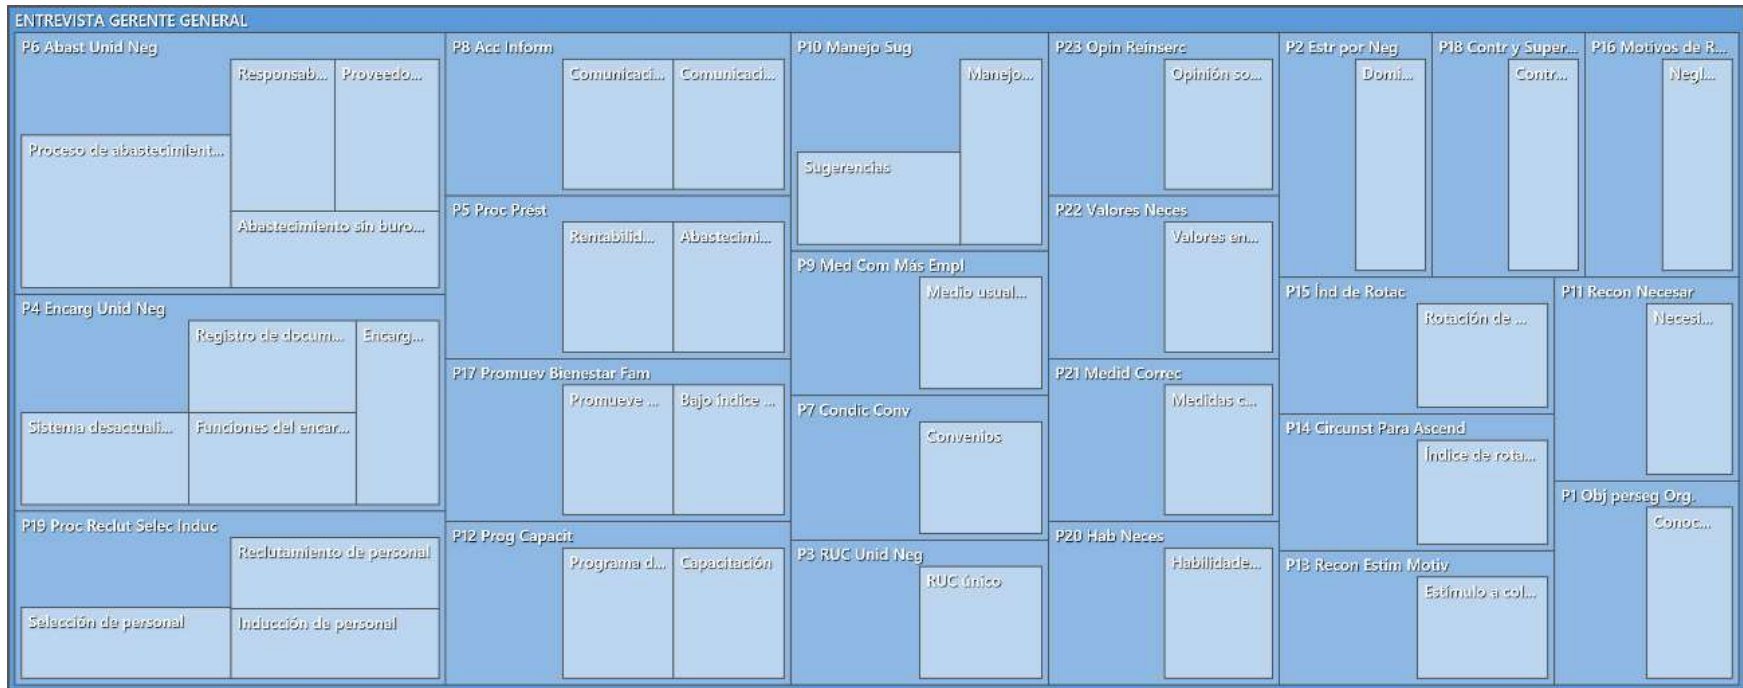 ENTREVISTA GERENTE GENERAL
P6 Abast Unid Neg
Responsab...
Proveedo...
Proceso de abastecimient...
Abastecimiento sin buro...
P4 Encarg Unid Neg
Registro de docum...
Encarg...
Sistema desactuali...
Funciones del encar...
P19 Proc Reclut Selec Induc
Reclutamiento de personal
Selección de personal
Inducción de personal
P8 Acc Inform
Comunicaci...
Comunicaci...
P5 Proc Prést
Rentabilid...
Abastecimi...
P17 Promuev Bienestar Fam
Promueve ...
Bajo índice ...
P12 Prog Capacit
Programa d...
Capacitación
P10 Manejo Sug
Manejo...
Sugerencias
P9 Med Com Más Empl
Medio usual...
P7 Condic Conv
Convenios
P3 RUC Unid Neg
RUC único
P23 Opin Reinserc
Opinión so...
P22 Valores Neces
Valores en...
P21 Medid Correc
Medidas c...
P20 Hab Neces
Habilidade...
P2 Estr por Neg
Domi...
P18 Contr y Super...
Contr...
P16 Motivos de R...
Negl...
P15 Índ de Rotac
Rotación de ...
P14 Circunst Para Ascend
Índice de rota...
P13 Recon Estim Motiv
Estímulo a col...
P11 Recon Necesar
Necesi...
P1 Obj perseg Org.
Conoc...